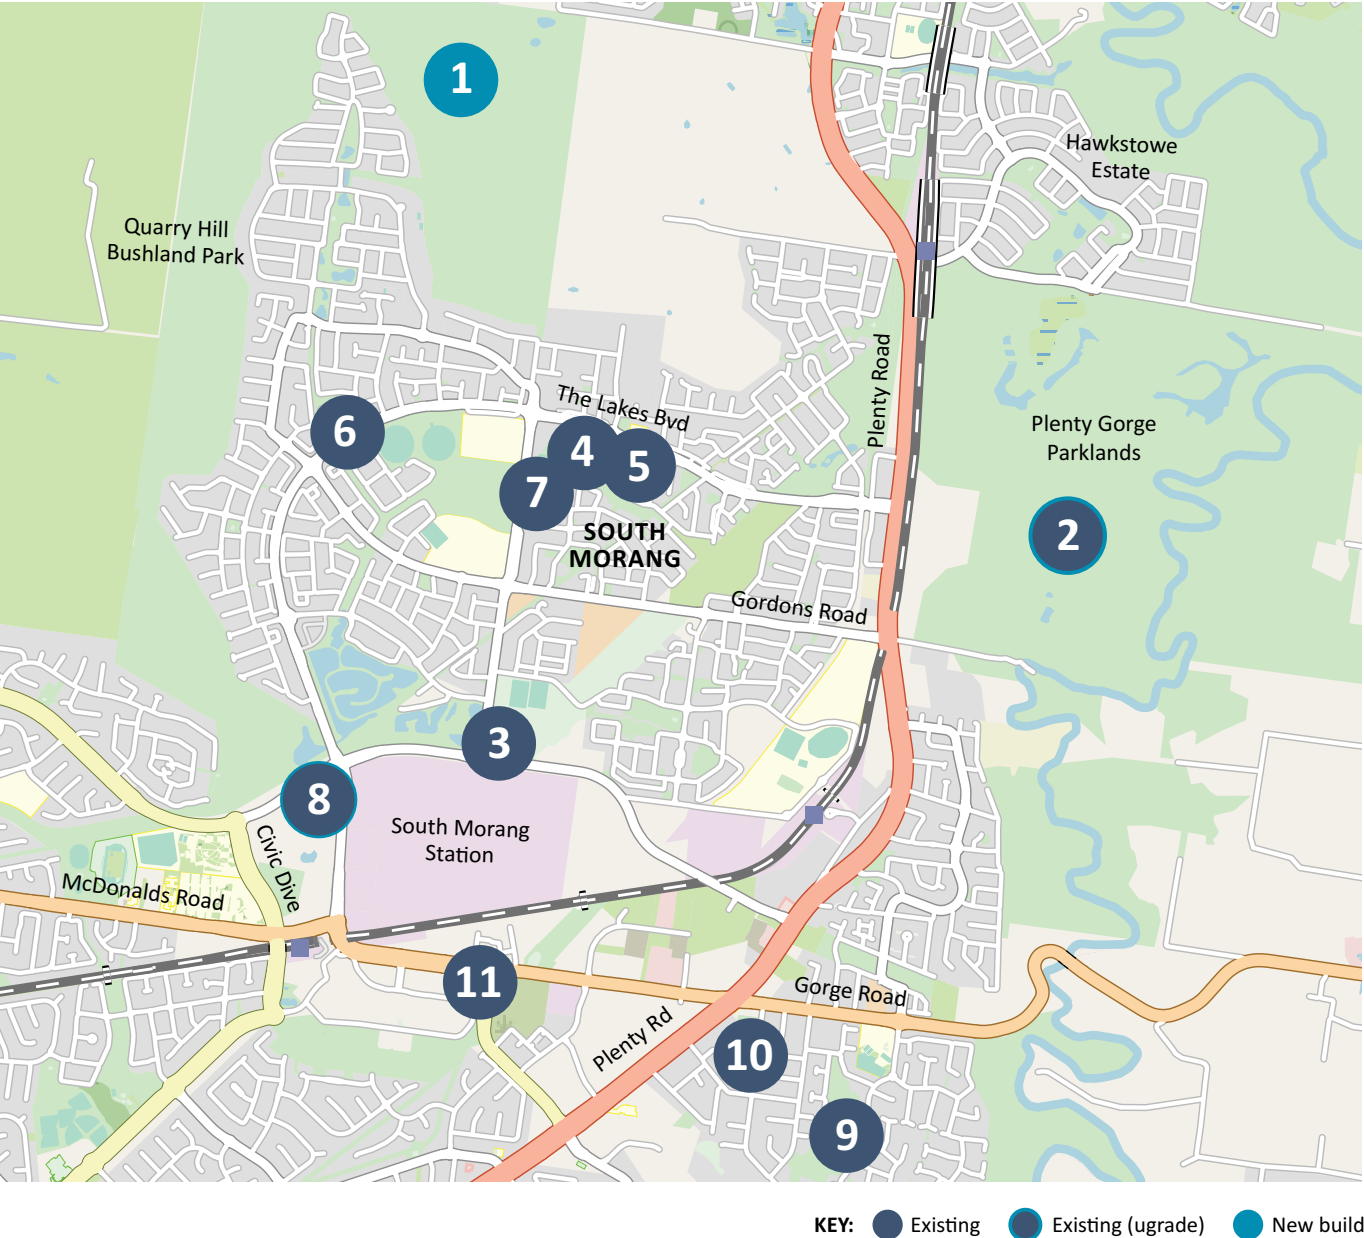 1
Hawkstowe
Estate
Quarry Hill
Bushland Park
Plenty Road
The Lakes Bvd
6
4
5
7
Plenty Gorge
Parklands
2
SOUTH
MORANG
Gordons Road
3
8
South Morang
Station
Civic Dive
McDonalds Road
11
Gorge Road
Plenty Rd
10
9
KEY: Existing Existing (ugrade) New build